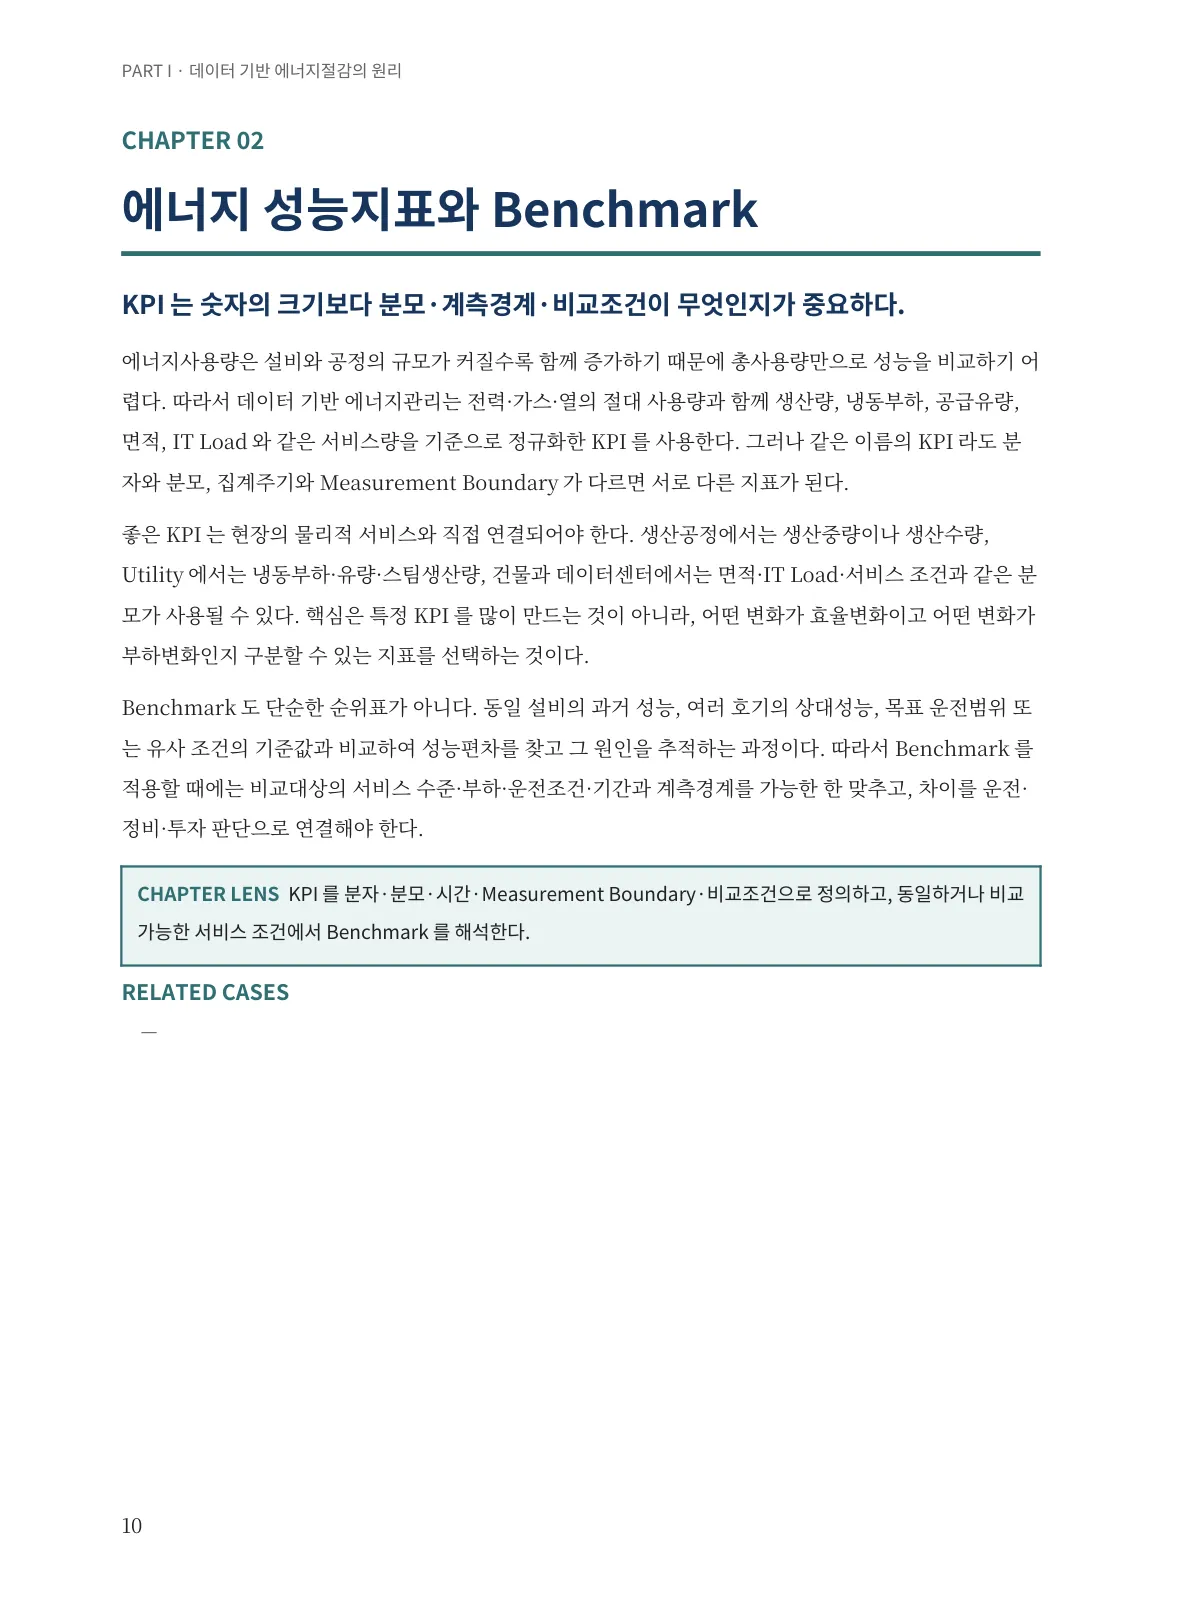 PART I · 데이터 기반 에너지절감의 원리
CHAPTER 02
에너지 성능지표와 Benchmark
KPI 는 숫자의 크기보다 분모·계측경계·비교조건이 무엇인지가 중요하다.
에너지사용량은 설비와 공정의 규모가 커질수록 함께 증가하기 때문에 총사용량만으로 성능을 비교하기 어
렵다. 따라서 데이터 기반 에너지관리는 전력·가스·열의 절대 사용량과 함께 생산량, 냉동부하, 공급유량,
면적, IT Load 와 같은 서비스량을 기준으로 정규화한 KPI 를 사용한다. 그러나 같은 이름의 KPI 라도 분
자와 분모, 집계주기와 Measurement Boundary 가 다르면 서로 다른 지표가 된다.
좋은 KPI 는 현장의 물리적 서비스와 직접 연결되어야 한다. 생산공정에서는 생산중량이나 생산수량,
Utility 에서는 냉동부하·유량·스팀생산량, 건물과 데이터센터에서는 면적·IT Load·서비스 조건과 같은 분
모가 사용될 수 있다. 핵심은 특정 KPI 를 많이 만드는 것이 아니라, 어떤 변화가 효율변화이고 어떤 변화가
부하변화인지 구분할 수 있는 지표를 선택하는 것이다.
Benchmark 도 단순한 순위표가 아니다. 동일 설비의 과거 성능, 여러 호기의 상대성능, 목표 운전범위 또
는 유사 조건의 기준값과 비교하여 성능편차를 찾고 그 원인을 추적하는 과정이다. 따라서 Benchmark 를
적용할 때에는 비교대상의 서비스 수준·부하·운전조건·기간과 계측경계를 가능한 한 맞추고, 차이를 운전·
정비·투자 판단으로 연결해야 한다.
CHAPTER LENS KPI 를 분자·분모·시간·Measurement Boundary·비교조건으로 정의하고, 동일하거나 비교
가능한 서비스 조건에서 Benchmark 를 해석한다.
RELATED CASES
—
10